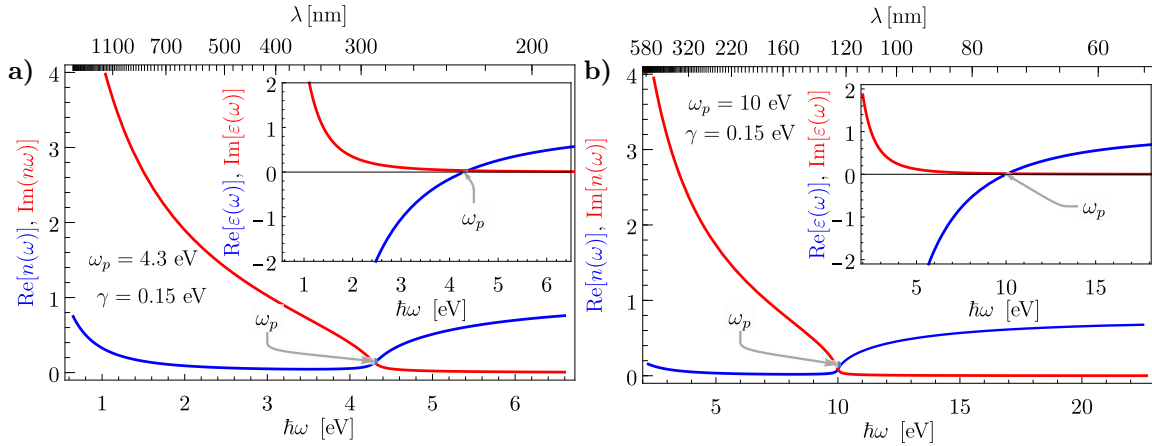 λ [nm]
1100 700 500 400 300 200
a)
4
3
2
1
0
Re[n(ω)], Im(nω)]
ω_p = 4.3 eV
γ = 0.15 eV
ω_p
1 2 3 4 5 6
ħω [eV]
2
1
0
−1
−2
Re[ε(ω)], Im[ε(ω)]
ω_p
1 2 3 4 5 6
ħω [eV]
λ [nm]
580 320 220 160 120 100 80 60
b)
4
3
2
1
0
Re[n(ω)], Im[n(ω)]
ω_p = 10 eV
γ = 0.15 eV
ω_p
5 10 15 20
ħω [eV]
2
1
0
−1
−2
Re[ε(ω)], Im[ε(ω)]
ω_p
5 10 15
ħω [eV]